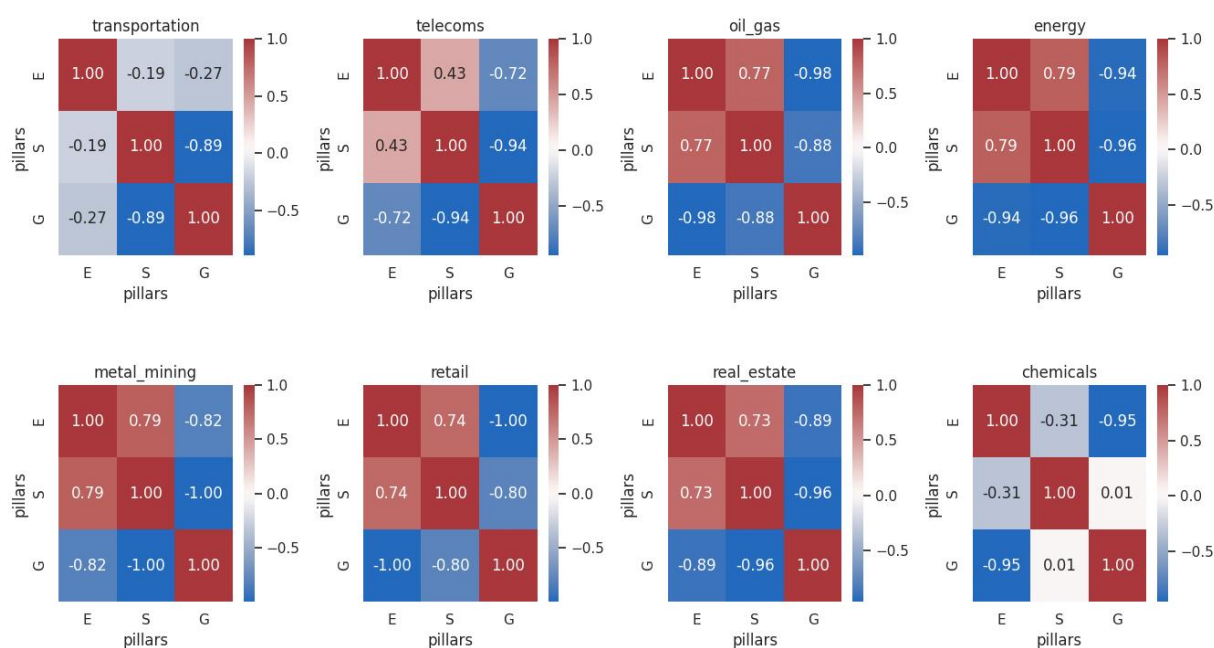 transportation
1.0
E 1.00 -0.19 -0.27
0.5
pillars
S -0.19 1.00 -0.89
0.0
G -0.27 -0.89 1.00
−0.5
E S G
pillars
telecoms
1.0
E 1.00 0.43 -0.72
0.5
pillars
S 0.43 1.00 -0.94
0.0
G -0.72 -0.94 1.00
−0.5
E S G
pillars
oil_gas
1.0
E 1.00 0.77 -0.98
0.5
pillars
S 0.77 1.00 -0.88
0.0
G -0.98 -0.88 1.00
−0.5
E S G
pillars
energy
1.0
E 1.00 0.79 -0.94
0.5
pillars
S 0.79 1.00 -0.96
0.0
G -0.94 -0.96 1.00
−0.5
E S G
pillars
metal_mining
1.0
E 1.00 0.79 -0.82
0.5
pillars
S 0.79 1.00 -1.00
0.0
G -0.82 -1.00 1.00
−0.5
E S G
pillars
retail
1.0
E 1.00 0.74 -1.00
0.5
pillars
S 0.74 1.00 -0.80
0.0
G -1.00 -0.80 1.00
−0.5
E S G
pillars
real_estate
1.0
E 1.00 0.73 -0.89
0.5
pillars
S 0.73 1.00 -0.96
0.0
G -0.89 -0.96 1.00
−0.5
E S G
pillars
chemicals
1.0
E 1.00 -0.31 -0.95
0.5
pillars
S -0.31 1.00 0.01
0.0
G -0.95 0.01 1.00
−0.5
E S G
pillars